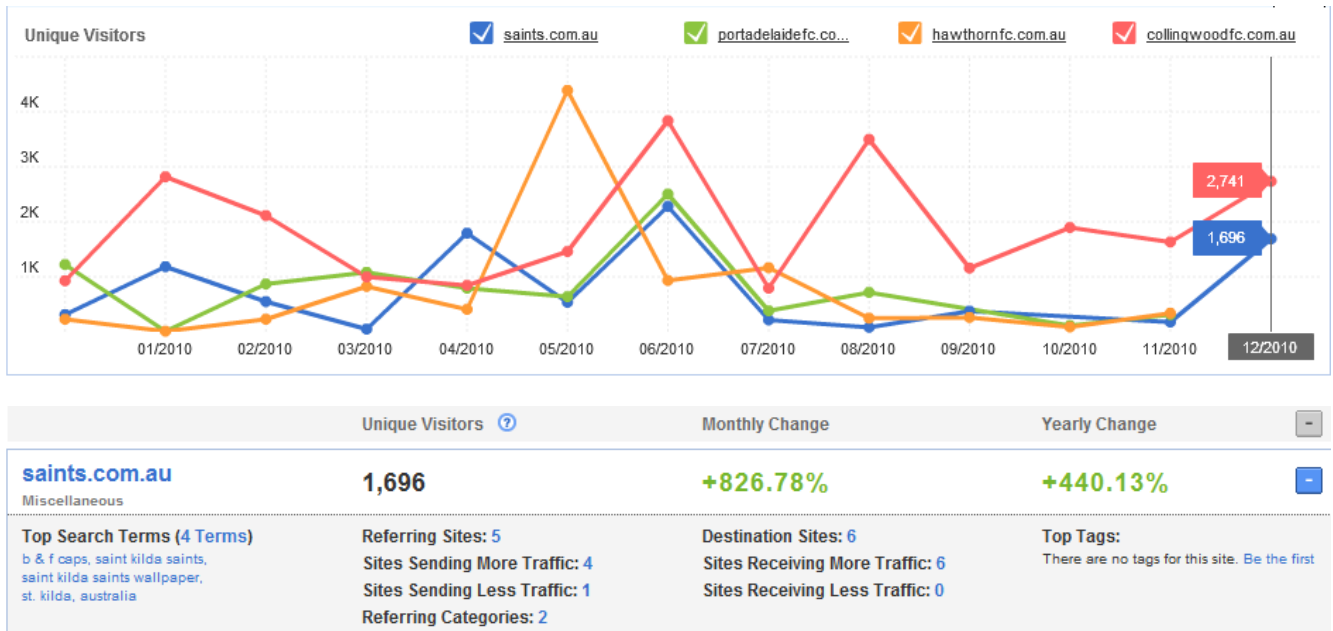 Unique Visitors
saints.com.au
portadelaidefc.co...
hawthornfc.com.au
collingwoodfc.com.au
4K
3K
2K
1K
2,741
1,696
01/2010 02/2010 03/2010 04/2010 05/2010 06/2010 07/2010 08/2010 09/2010 10/2010 11/2010 12/2010
Unique Visitors ? Monthly Change Yearly Change -
saints.com.au 1,696 +826.78% +440.13% -
Miscellaneous
Top Search Terms (4 Terms)
b & f caps, saint kilda saints,
saint kilda saints wallpaper,
st. kilda, australia
Referring Sites: 5
Sites Sending More Traffic: 4
Sites Sending Less Traffic: 1
Referring Categories: 2
Destination Sites: 6
Sites Receiving More Traffic: 6
Sites Receiving Less Traffic: 0
Top Tags:
There are no tags for this site. Be the first